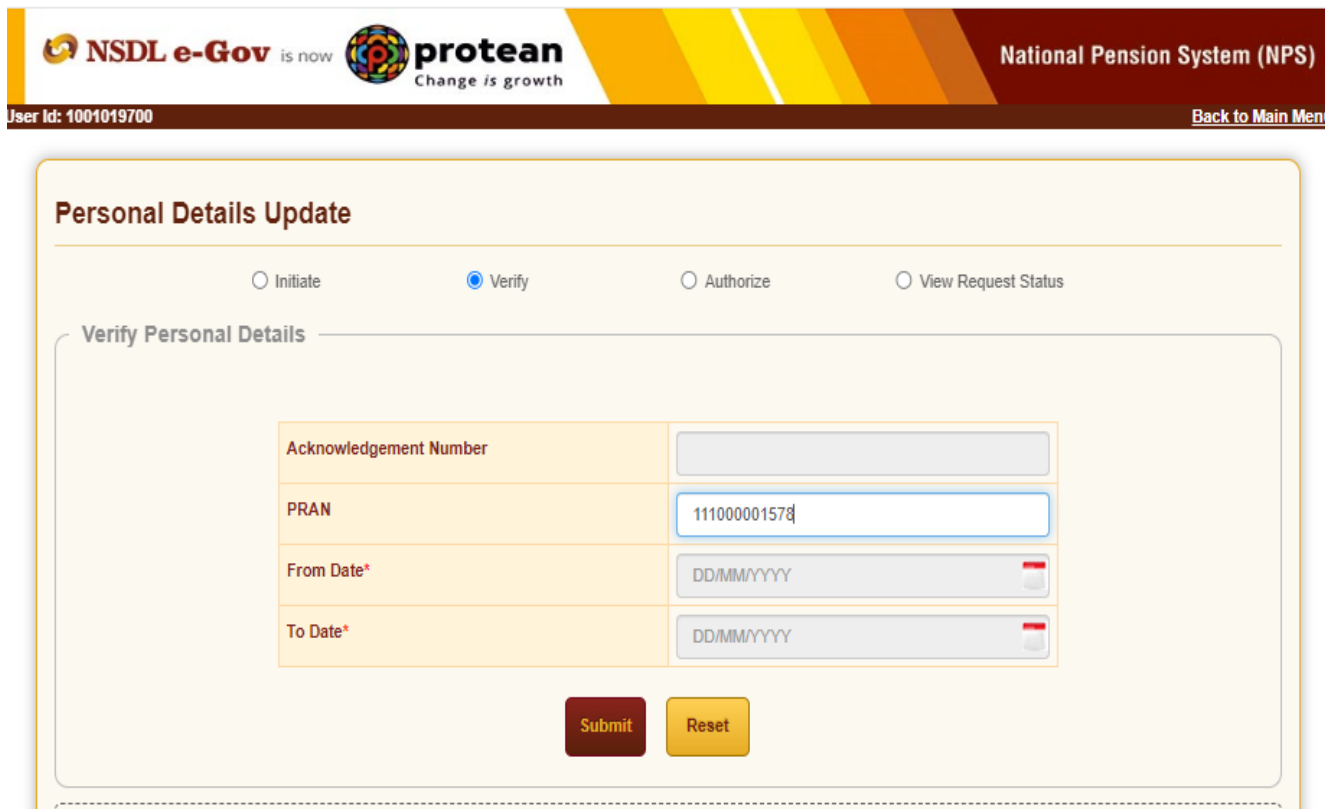 NSDL e-Gov is now protean
Change is growth
National Pension System (NPS)
User Id: 1001019700
Back to Main Menu
Personal Details Update
Initiate
Verify
Authorize
View Request Status
Verify Personal Details
Acknowledgement Number
PRAN
111000001578
From Date*
DD/MM/YYYY
To Date*
DD/MM/YYYY
Submit
Reset